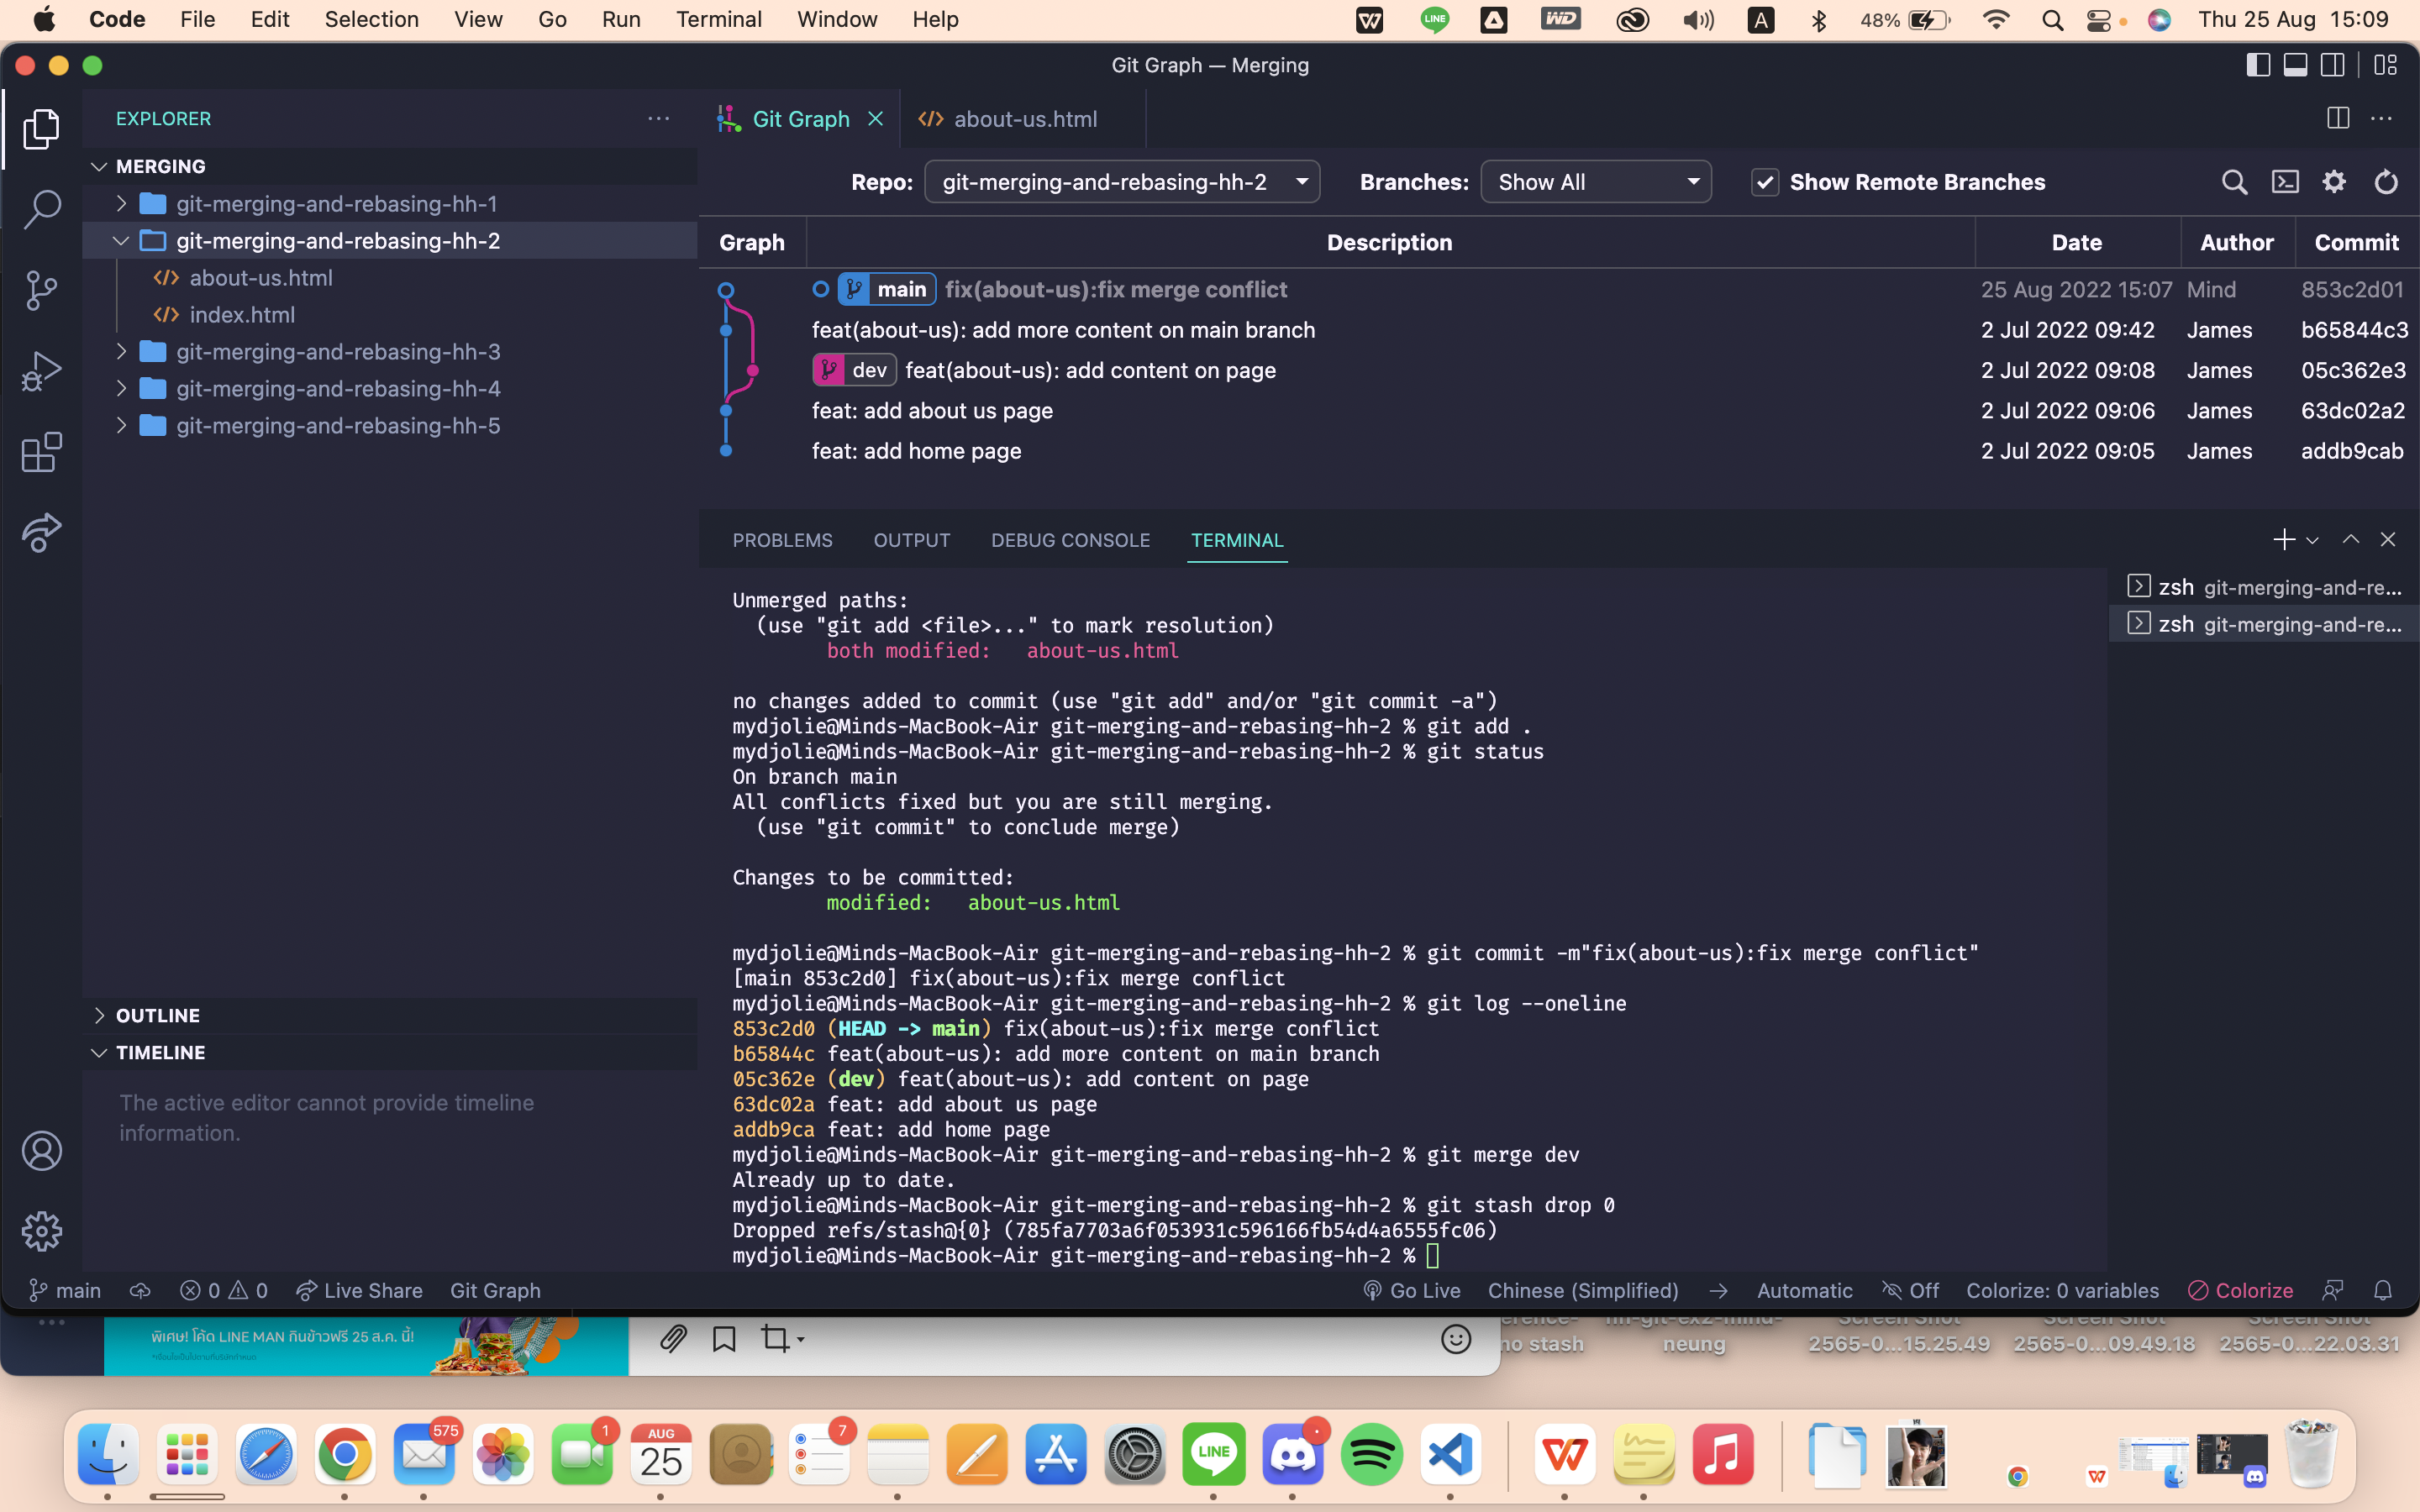 Code File Edit Selection View Go Run Terminal Window Help LINE WD A 48% Thu 25 Aug 15:09
Git Graph — Merging
EXPLORER
MERGING
git-merging-and-rebasing-hh-1
git-merging-and-rebasing-hh-2
about-us.html
index.html
git-merging-and-rebasing-hh-3
git-merging-and-rebasing-hh-4
git-merging-and-rebasing-hh-5
OUTLINE
TIMELINE
The active editor cannot provide timeline
information.
Git Graph about-us.html
Repo: git-merging-and-rebasing-hh-2 Branches: Show All Show Remote Branches
Graph Description Date Author Commit
main fix(about-us):fix merge conflict 25 Aug 2022 15:07 Mind 853c2d01
feat(about-us): add more content on main branch 2 Jul 2022 09:42 James b65844c3
dev feat(about-us): add content on page 2 Jul 2022 09:08 James 05c362e3
feat: add about us page 2 Jul 2022 09:06 James 63dc02a2
feat: add home page 2 Jul 2022 09:05 James addb9cab
PROBLEMS OUTPUT DEBUG CONSOLE TERMINAL
zsh git-merging-and-re...
zsh git-merging-and-re...
Unmerged paths:
(use "git add <file>..." to mark resolution)
both modified: about-us.html
no changes added to commit (use "git add" and/or "git commit -a")
mydjolie@Minds-MacBook-Air git-merging-and-rebasing-hh-2 % git add .
mydjolie@Minds-MacBook-Air git-merging-and-rebasing-hh-2 % git status
On branch main
All conflicts fixed but you are still merging.
(use "git commit" to conclude merge)
Changes to be committed:
modified: about-us.html
mydjolie@Minds-MacBook-Air git-merging-and-rebasing-hh-2 % git commit -m"fix(about-us):fix merge conflict"
[main 853c2d0] fix(about-us):fix merge conflict
mydjolie@Minds-MacBook-Air git-merging-and-rebasing-hh-2 % git log --oneline
853c2d0 (HEAD -> main) fix(about-us):fix merge conflict
b65844c feat(about-us): add more content on main branch
05c362e (dev) feat(about-us): add content on page
63dc02a feat: add about us page
addb9ca feat: add home page
mydjolie@Minds-MacBook-Air git-merging-and-rebasing-hh-2 % git merge dev
Already up to date.
mydjolie@Minds-MacBook-Air git-merging-and-rebasing-hh-2 % git stash drop 0
Dropped refs/stash@{0} (785fa7703a6f053931c596166fb54d4a6555fc06)
mydjolie@Minds-MacBook-Air git-merging-and-rebasing-hh-2 %
main 0 0 Live Share Git Graph Go Live Chinese (Simplified) Automatic Off Colorize: 0 variables Colorize
พิเศษ! โค้ด LINE MAN กินข้าวฟรี 25 ส.ค. นี้!
no stash neung 2565-0...15.25.49 2565-0...09.49.18 2565-0...22.03.31
575 1 AUG 25 7 LINE